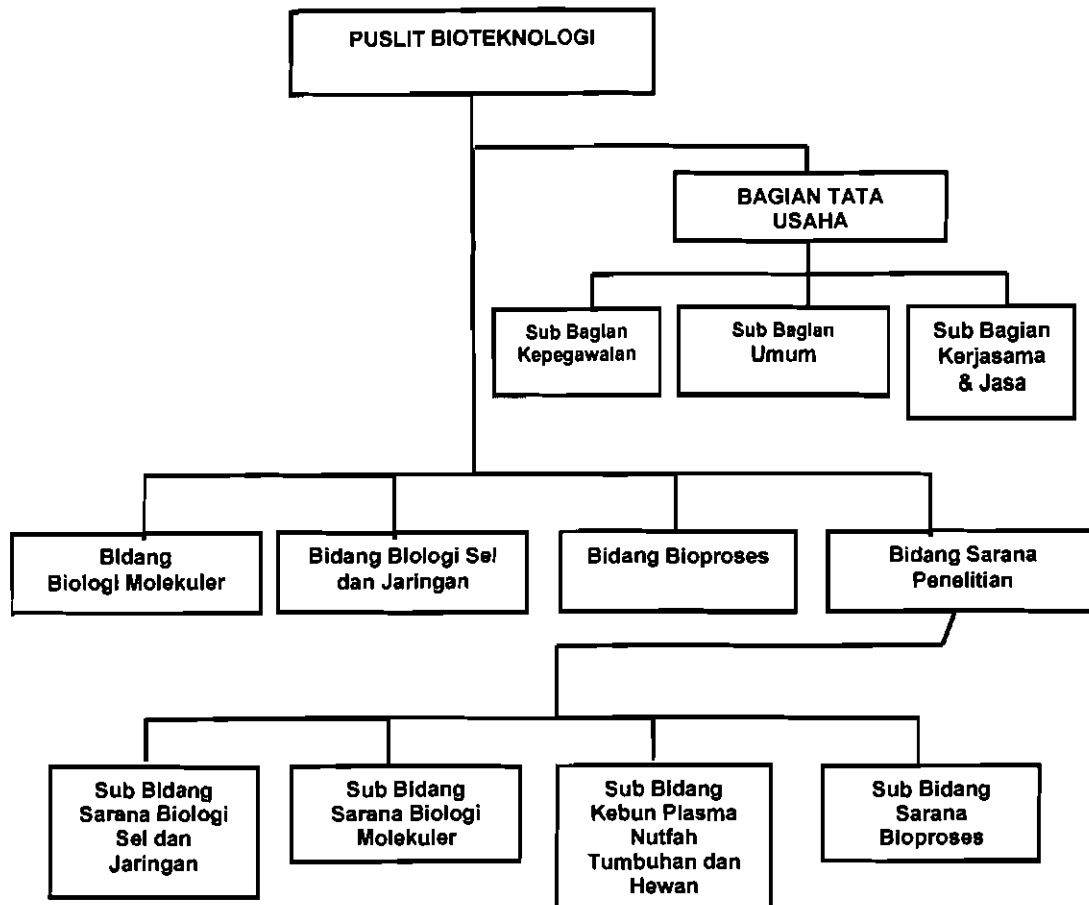 PUSLIT BIOTEKNOLOGI
BAGIAN TATA
USAHA
Sub Bagian
Kepegawaian
Sub Bagian
Umum
Sub Bagian
Kerjasama
& Jasa
Bidang
Biologi Molekuler
Bidang Biologi Sel
dan Jaringan
Bidang Bioproses
Bidang Sarana
Penelitian
Sub Bidang
Sarana Biologi
Sel dan
Jaringan
Sub Bidang
Sarana Biologi
Molekuler
Sub Bidang
Kebun Plasma
Nutfah
Tumbuhan dan
Hewan
Sub Bidang
Sarana
Bioproses